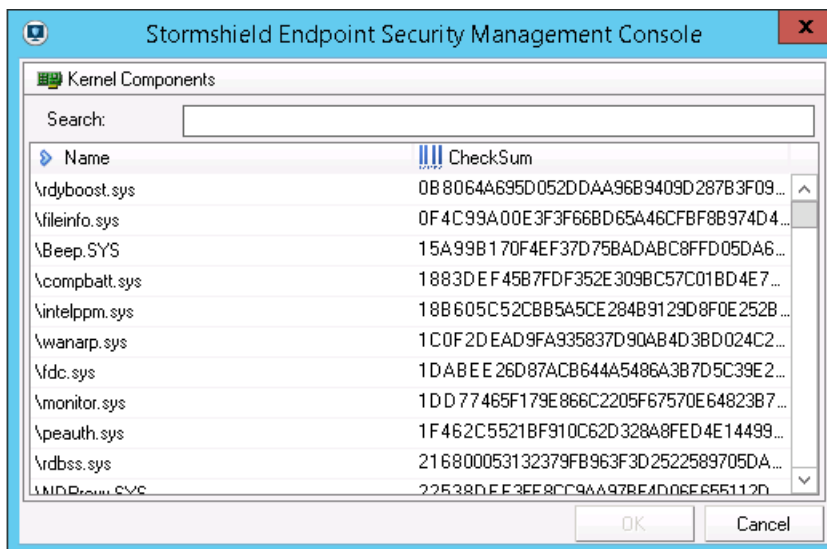 Stormshield Endpoint Security Management Console
x
Kernel Components
Search:
Name CheckSum
\rdyboost.sys 0B8064A695D052DDAA96B9409D287B3F09...
\fileinfo.sys 0F4C99A00E3F3F66BD65A46CFBF8B974D4...
\Beep.SYS 15A99B170F4EF37D75BADABC8FFD05DA6...
\compbatt.sys 1883DEF45B7FDF352E309BC57C01BD4E7...
\intelppm.sys 18B605C52CBB5A5CE284B9129D8F0E252B...
\wanarp.sys 1C0F2DEAD9FA935837D90AB4D3BD024C2...
\fdc.sys 1DABEE26D87ACB644A5486A3B7D5C39E2...
\monitor.sys 1DD77465F179E866C2205F67570E64823B7...
\peauth.sys 1F462C5521BF910C62D328A8FED4E14499...
\rdbss.sys 216800053132379FB963F3D2522589705DA...
OK Cancel